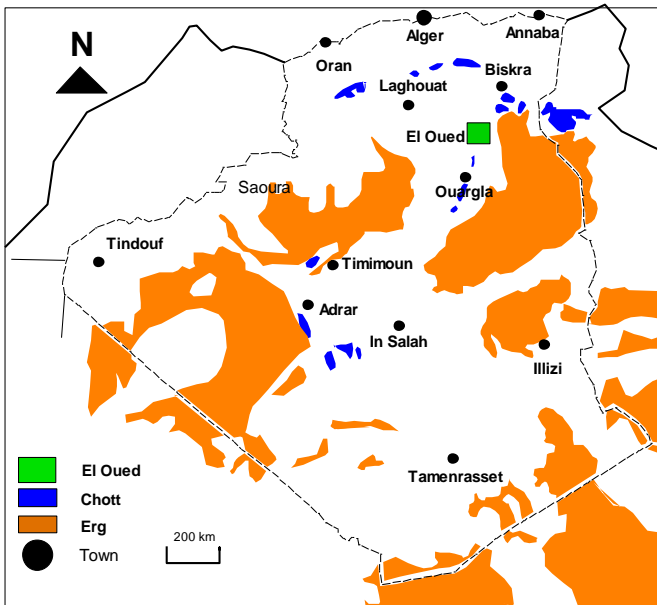 N
Alger
Annaba
Oran
Biskra
Laghouat
El Oued
Ouargla
Saoura
Tindouf
Timimoun
Adrar
In Salah
Illizi
Tamenrasset
El Oued
Chott
Erg
Town
200 km